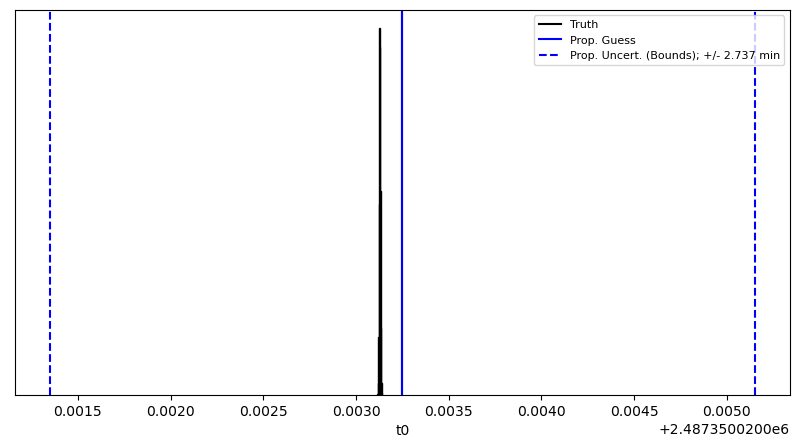 Truth
Prop. Guess
Prop. Uncert. (Bounds); +/- 2.737 min
0.0015 0.0020 0.0025 0.0030 0.0035 0.0040 0.0045 0.0050
t0
+2.4873500200e6